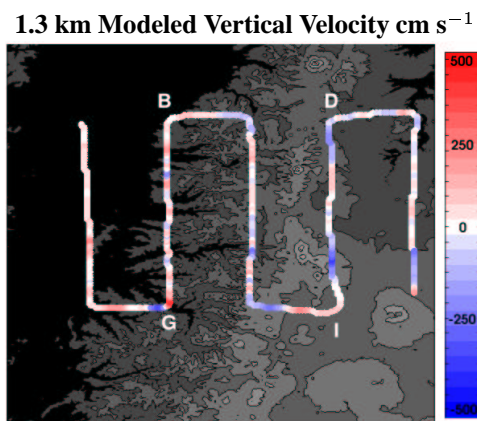 1.3 km Modeled Vertical Velocity cm s⁻¹
500
B
D
250
0
-250
G
I
-500